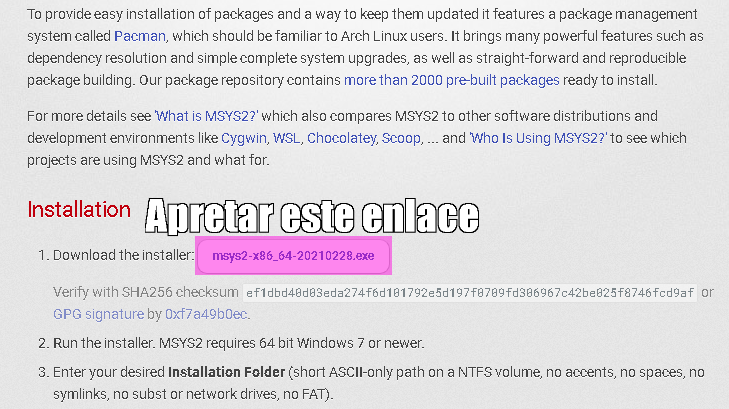 To provide easy installation of packages and a way to keep them updated it features a package management
system called Pacman, which should be familiar to Arch Linux users. It brings many powerful features such as
dependency resolution and simple complete system upgrades, as well as straight-forward and reproducible
package building. Our package repository contains more than 2000 pre-built packages ready to install.
For more details see 'What is MSYS2?' which also compares MSYS2 to other software distributions and
development environments like Cygwin, WSL, Chocolatey, Scoop, ... and 'Who Is Using MSYS2?' to see which
projects are using MSYS2 and what for.
Installation Apretar este enlace
1. Download the installer: msys2-x86_64-20210228.exe
Verify with SHA256 checksum ef1dbd40d03eda274f6d101792e5d197f0709fd306967c42be025f0746fcd9af or
GPG signature by 0xf7a49b0ec.
2. Run the installer. MSYS2 requires 64 bit Windows 7 or newer.
3. Enter your desired Installation Folder (short ASCII-only path on a NTFS volume, no accents, no spaces, no
symlinks, no subst or network drives, no FAT).